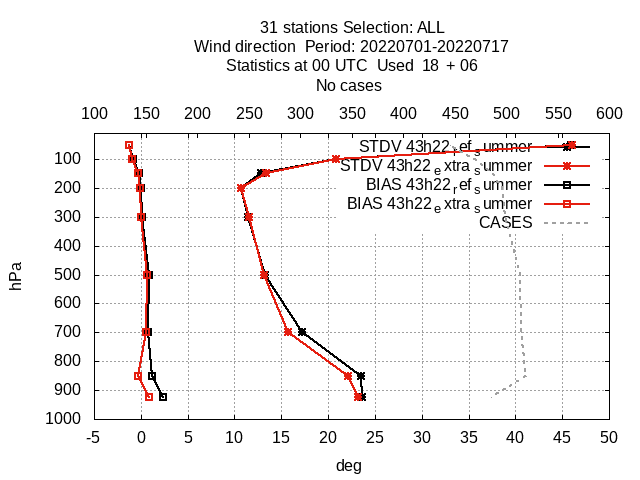 31 stations Selection: ALL
Wind direction  Period: 20220701-20220717
Statistics at 00 UTC  Used  18  + 06
No cases
100 150 200 250 300 350 400 450 500 550 600
STDV 43h22_ref_summer
STDV 43h22_extra_summer
BIAS 43h22_ref_summer
BIAS 43h22_extra_summer
CASES
hPa
100
200
300
400
500
600
700
800
900
1000
-5 0 5 10 15 20 25 30 35 40 45 50
deg